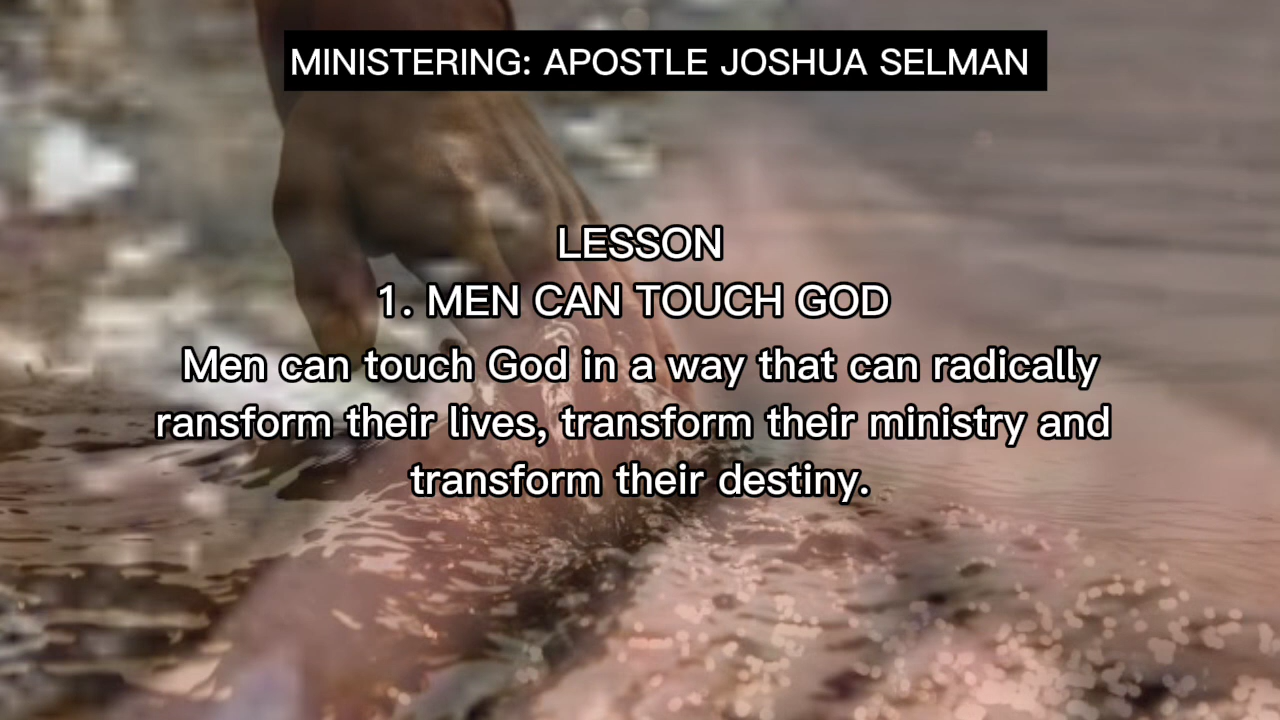 MINISTERING: APOSTLE JOSHUA SELMAN
LESSON
1. MEN CAN TOUCH GOD
Men can touch God in a way that can radically
ransform their lives, transform their ministry and
transform their destiny.